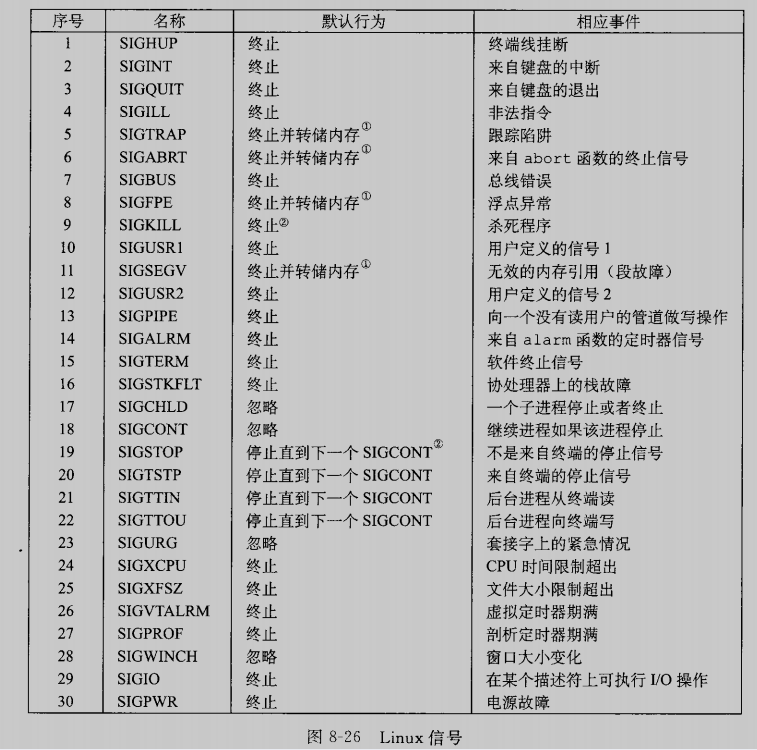 序号 名称 默认行为 相应事件
1 SIGHUP 终止 终端线挂断
2 SIGINT 终止 来自键盘的中断
3 SIGQUIT 终止 来自键盘的退出
4 SIGILL 终止 非法指令
5 SIGTRAP 终止并转储内存① 跟踪陷阱
6 SIGABRT 终止并转储内存① 来自 abort 函数的终止信号
7 SIGBUS 终止 总线错误
8 SIGFPE 终止并转储内存① 浮点异常
9 SIGKILL 终止② 杀死程序
10 SIGUSR1 终止 用户定义的信号 1
11 SIGSEGV 终止并转储内存① 无效的内存引用（段故障）
12 SIGUSR2 终止 用户定义的信号 2
13 SIGPIPE 终止 向一个没有读用户的管道做写操作
14 SIGALRM 终止 来自 alarm 函数的定时器信号
15 SIGTERM 终止 软件终止信号
16 SIGSTKFLT 终止 协处理器上的栈故障
17 SIGCHLD 忽略 一个子进程停止或者终止
18 SIGCONT 忽略 继续进程如果该进程停止
19 SIGSTOP 停止直到下一个 SIGCONT② 不是来自终端的停止信号
20 SIGTSTP 停止直到下一个 SIGCONT 来自终端的停止信号
21 SIGTTIN 停止直到下一个 SIGCONT 后台进程从终端读
22 SIGTTOU 停止直到下一个 SIGCONT 后台进程向终端写
23 SIGURG 忽略 套接字上的紧急情况
24 SIGXCPU 终止 CPU 时间限制超出
25 SIGXFSZ 终止 文件大小限制超出
26 SIGVTALRM 终止 虚拟定时器期满
27 SIGPROF 终止 剖析定时器期满
28 SIGWINCH 忽略 窗口大小变化
29 SIGIO 终止 在某个描述符上可执行 I/O 操作
30 SIGPWR 终止 电源故障
图 8-26 Linux 信号